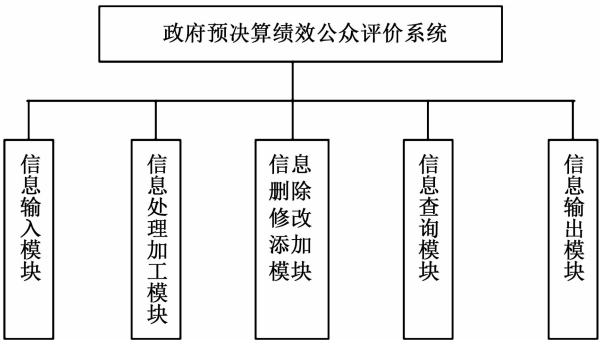 政府预决算绩效公众评价系统
信息输入模块
信息处理加工模块
信息
删除
修改
添加
模块
信息查询模块
信息输出模块